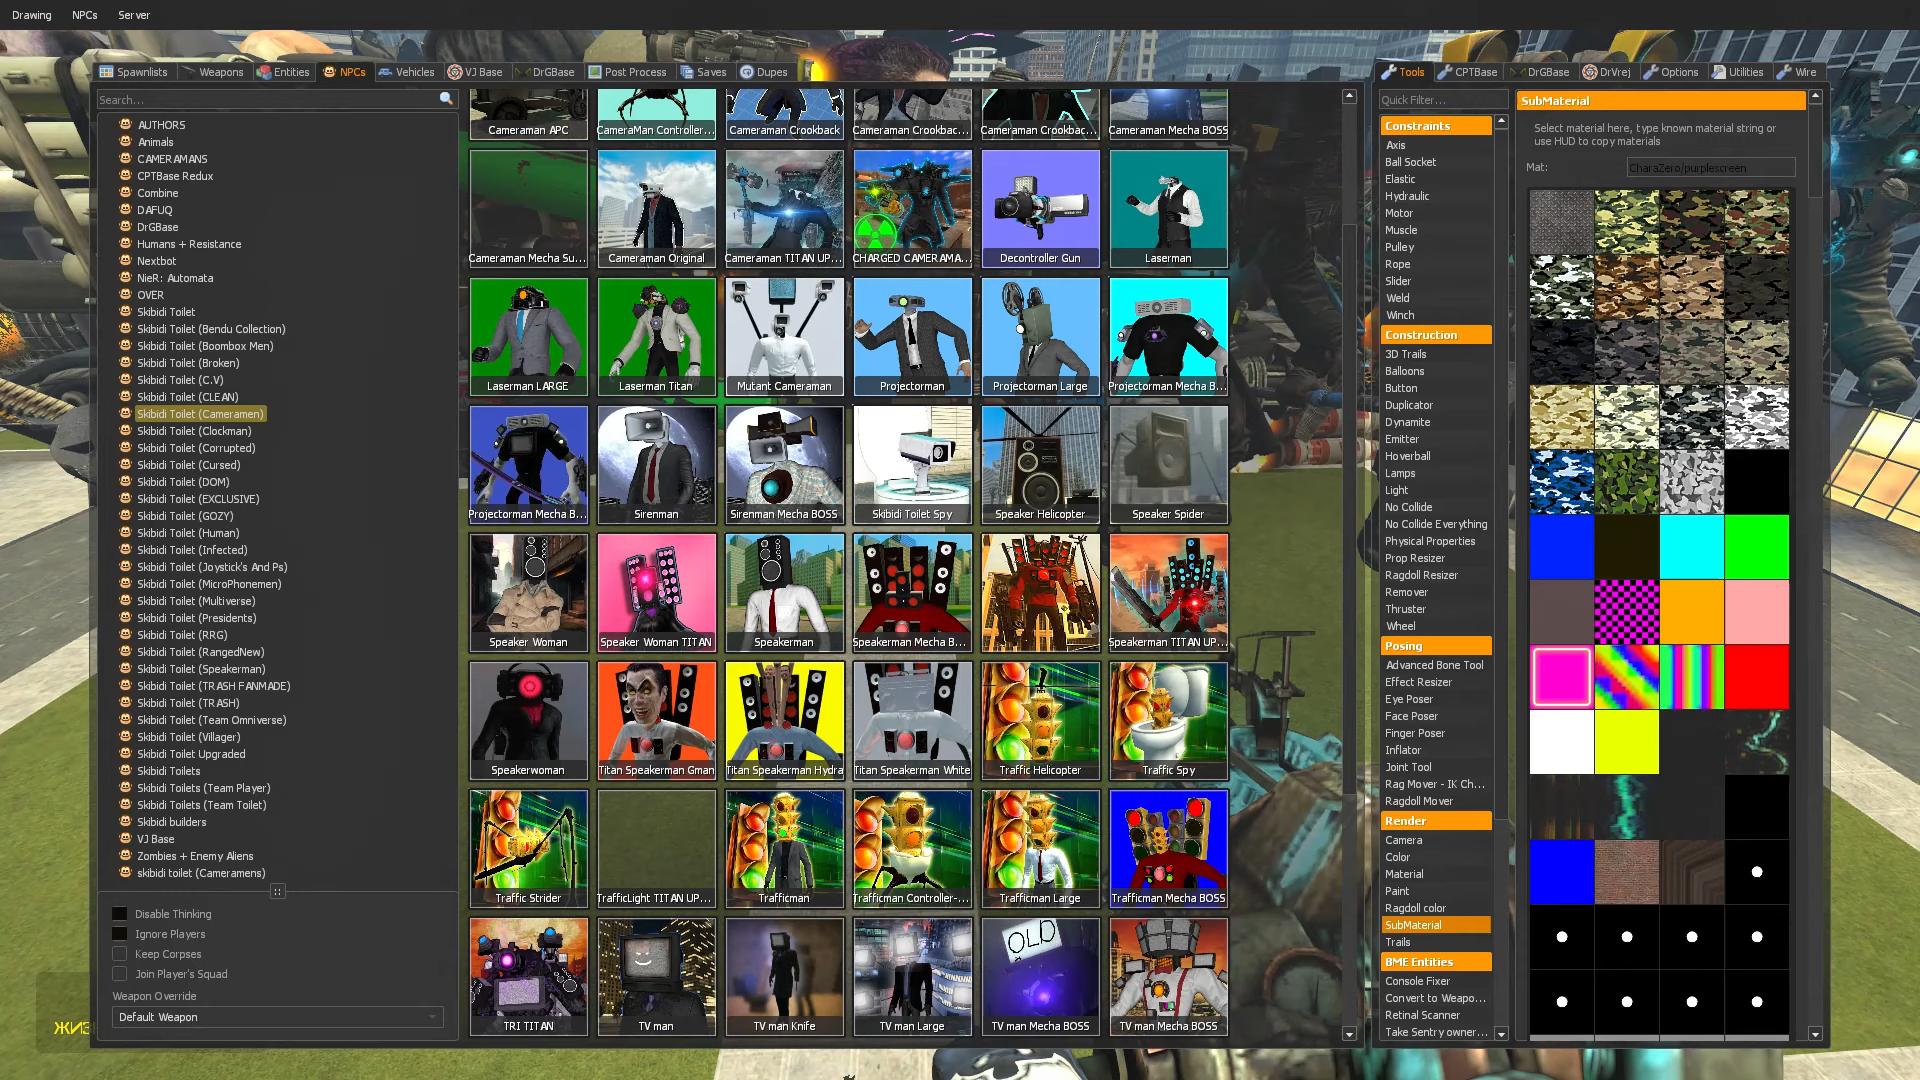 Drawing NPCs Server
Spawnlists Weapons Entities NPCs Vehicles VJ Base DrGBase Post Process Saves Dupes
Tools CPTBase DrGBase DrVrej Options Utilities Wire
Search...
AUTHORS
Animals
CAMERAMANS
CPTBase Redux
Combine
DAFUQ
DrGBase
Humans + Resistance
Nextbot
NieR: Automata
OVER
Skibidi Toilet
Skibidi Toilet (Bendu Collection)
Skibidi Toilet (Boombox Men)
Skibidi Toilet (Broken)
Skibidi Toilet (C.V)
Skibidi Toilet (CLEAN)
Skibidi Toilet (Cameramen)
Skibidi Toilet (Clockman)
Skibidi Toilet (Corrupted)
Skibidi Toilet (Cursed)
Skibidi Toilet (DOM)
Skibidi Toilet (EXCLUSIVE)
Skibidi Toilet (GOZY)
Skibidi Toilet (Human)
Skibidi Toilet (Infected)
Skibidi Toilet (Joystick's And Ps)
Skibidi Toilet (MicroPhonemen)
Skibidi Toilet (Multiverse)
Skibidi Toilet (Presidents)
Skibidi Toilet (RRG)
Skibidi Toilet (RangedNew)
Skibidi Toilet (Speakerman)
Skibidi Toilet (TRASH FANMADE)
Skibidi Toilet (TRASH)
Skibidi Toilet (Team Omniverse)
Skibidi Toilet (Villager)
Skibidi Toilet Upgraded
Skibidi Toilets
Skibidi Toilets (Team Player)
Skibidi Toilets (Team Toilet)
Skibidi builders
VJ Base
Zombies + Enemy Aliens
skibidi toilet (Cameramens)
Disable Thinking
Ignore Players
Keep Corpses
Join Player's Squad
Weapon Override
Default Weapon
ЖИЗ
Cameraman APC CameraMan Controller... Cameraman Crookback Cameraman Crookbac... Cameraman Crookbac... Cameraman Mecha BOSS
Cameraman Mecha Su... Cameraman Original Cameraman TITAN UP... CHARGED CAMERAMA... Decontroller Gun Laserman
Laserman LARGE Laserman Titan Mutant Cameraman Projectorman Projectorman Large Projectorman Mecha B...
Projectorman Mecha B... Sirenman Sirenman Mecha BOSS Skibidi Toilet Spy Speaker Helicopter Speaker Spider
Speaker Woman Speaker Woman TITAN Speakerman Speakerman Mecha B... Speakerman TITAN UP...
Speakerwoman Titan Speakerman Gman Titan Speakerman Hydra Titan Speakerman White Traffic Helicopter Traffic Spy
Traffic Strider TrafficLight TITAN UP... Trafficman Trafficman Controller-... Trafficman Large Trafficman Mecha BOSS
OLD
TRI TITAN TV man TV man Knife TV man Large TV man Mecha BOSS TV man Mecha BOSS
Quick Filter...
Constraints
Axis
Ball Socket
Elastic
Hydraulic
Motor
Muscle
Pulley
Rope
Slider
Weld
Winch
Construction
3D Trails
Balloons
Button
Duplicator
Dynamite
Emitter
Hoverball
Lamps
Light
No Collide
No Collide Everything
Physical Properties
Prop Resizer
Ragdoll Resizer
Remover
Thruster
Wheel
Posing
Advanced Bone Tool
Effect Resizer
Eye Poser
Face Poser
Finger Poser
Inflator
Joint Tool
Rag Mover - IK Ch...
Ragdoll Mover
Render
Camera
Color
Material
Paint
Ragdoll color
SubMaterial
Trails
BME Entities
Console Fixer
Convert to Weapo...
Retinal Scanner
Take Sentry owner...
SubMaterial
Select material here, type known material string or
use HUD to copy materials
Mat: CharaZero/purplescreen